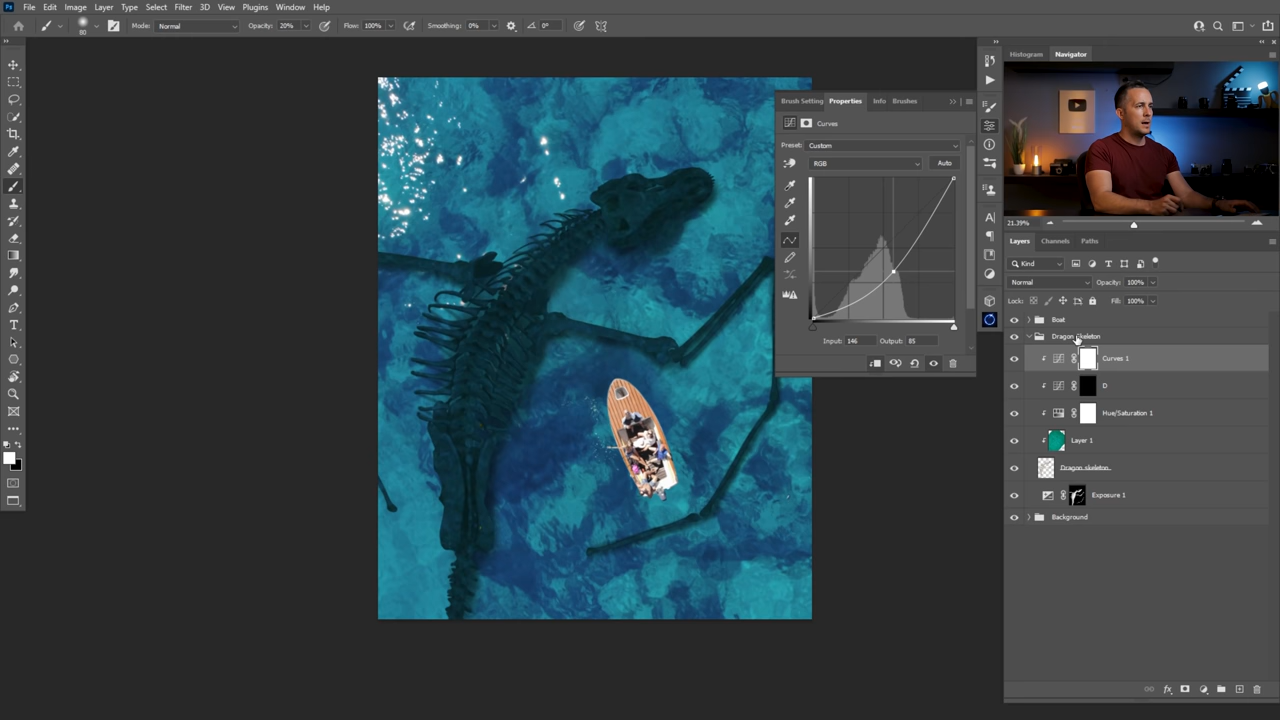 Ps File Edit Image Layer Type Select Filter 3D View Plugins Window Help
80 Mode: Normal Opacity: 20% Flow: 100% Smoothing: 0% 0°
Histogram Navigator
21.39%
Brush Setting Properties Info Brushes
Curves
Preset: Custom
RGB Auto
Input: 146 Output: 85
Layers Channels Paths
Kind
Normal Opacity: 100%
Lock: Fill: 100%
Boat
Dragon Skeleton
Curves 1
D
Hue/Saturation 1
Layer 1
Dragon skeleton
Exposure 1
Background